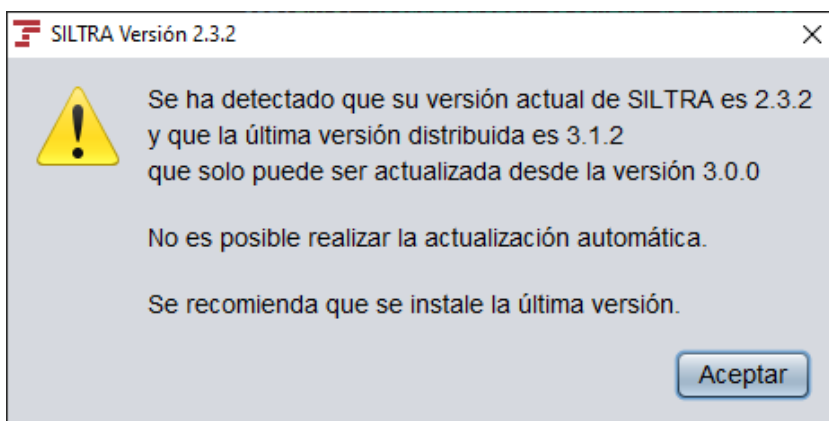 SILTRA Versión 2.3.2
Se ha detectado que su versión actual de SILTRA es 2.3.2
y que la última versión distribuida es 3.1.2
que solo puede ser actualizada desde la versión 3.0.0
No es posible realizar la actualización automática.
Se recomienda que se instale la última versión.
Aceptar